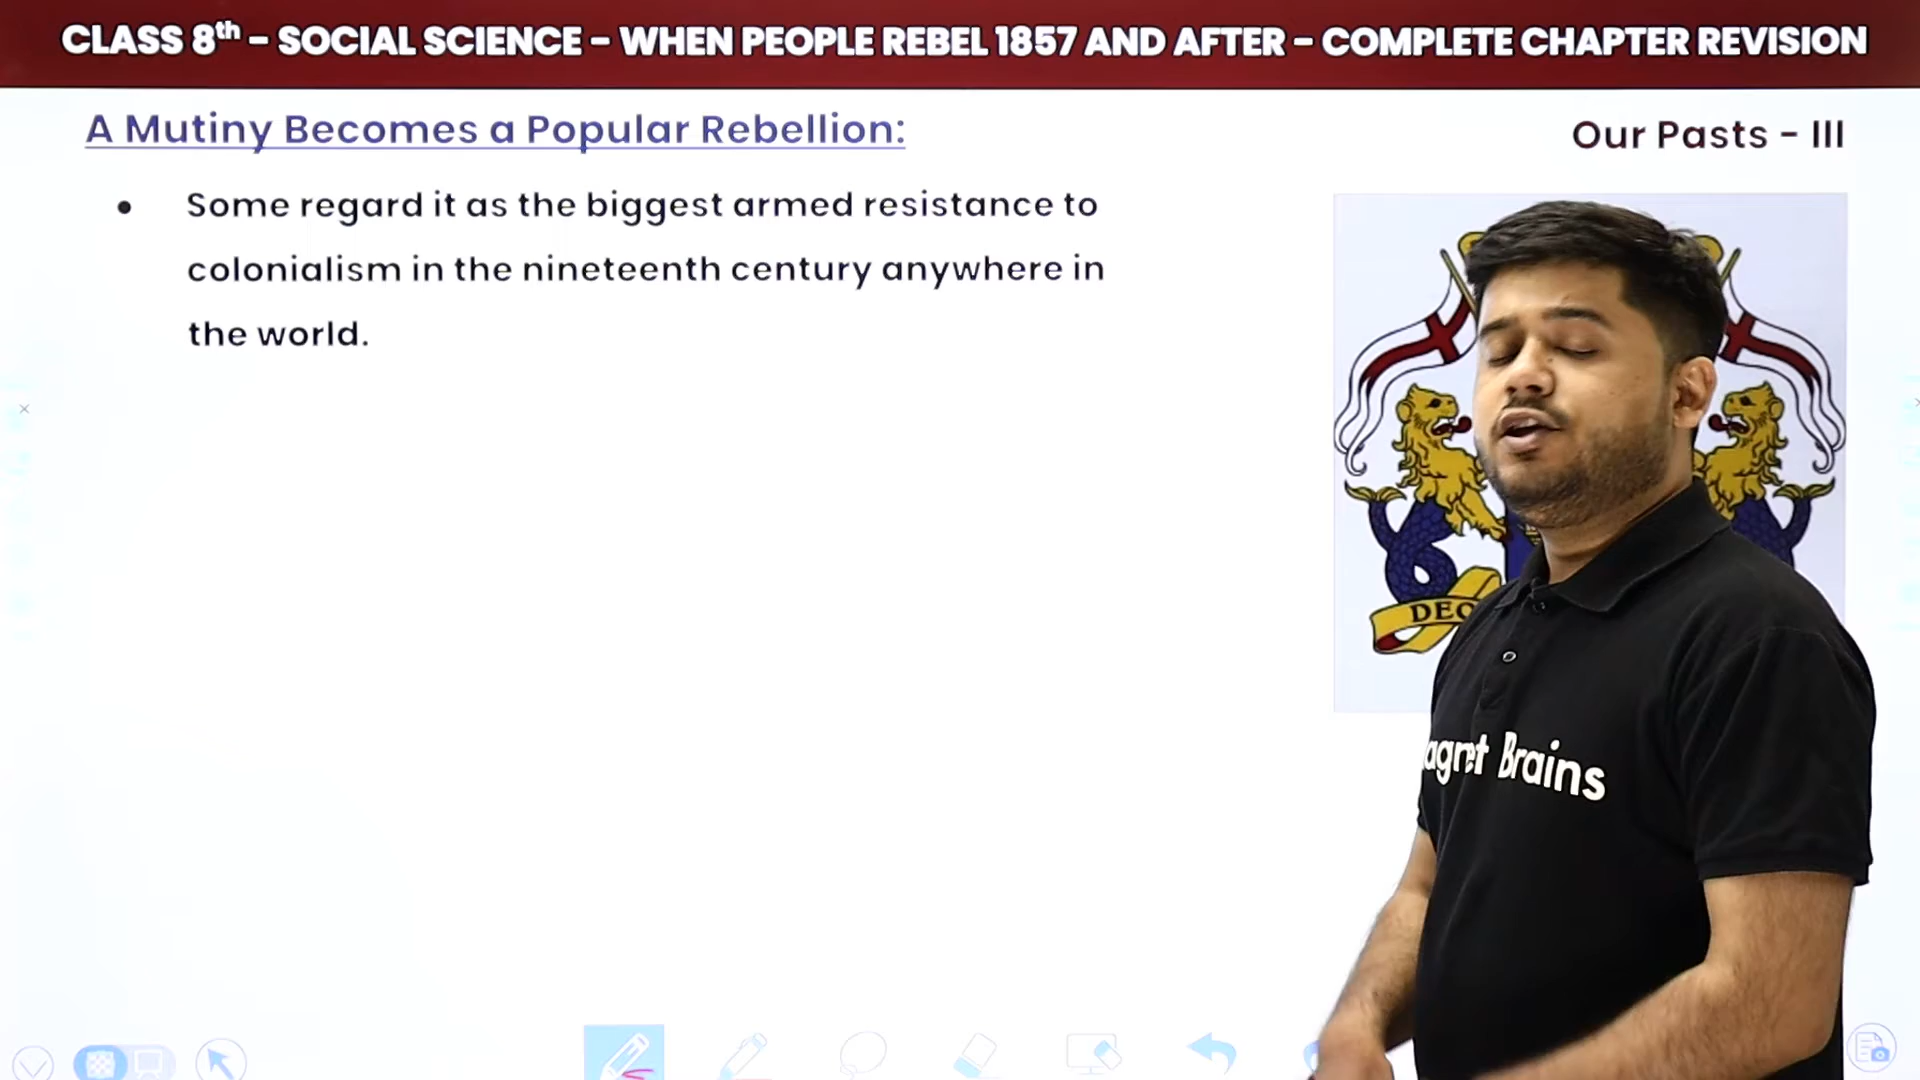 CLASS 8th – SOCIAL SCIENCE – WHEN PEOPLE REBEL 1857 AND AFTER – COMPLETE CHAPTER REVISION
A Mutiny Becomes a Popular Rebellion:
Our Pasts – III
• Some regard it as the biggest armed resistance to
colonialism in the nineteenth century anywhere in
the world.
DEO
agnet Brains